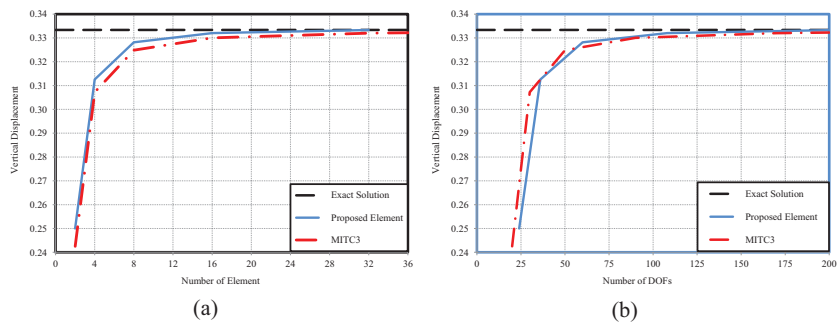 0.34
0.33
0.32
0.31
0.30
0.29
0.28
0.27
0.26
0.25
0.24
Vertical Displacement
Exact Solution
Proposed Element
MITC3
0 4 8 12 16 20 24 28 32 36
Number of Element
(a)
0.34
0.33
0.32
0.31
0.30
0.29
0.28
0.27
0.26
0.25
0.24
Vertical Displacement
Exact Solution
Proposed Element
MITC3
0 25 50 75 100 125 150 175 200
Number of DOFs
(b)